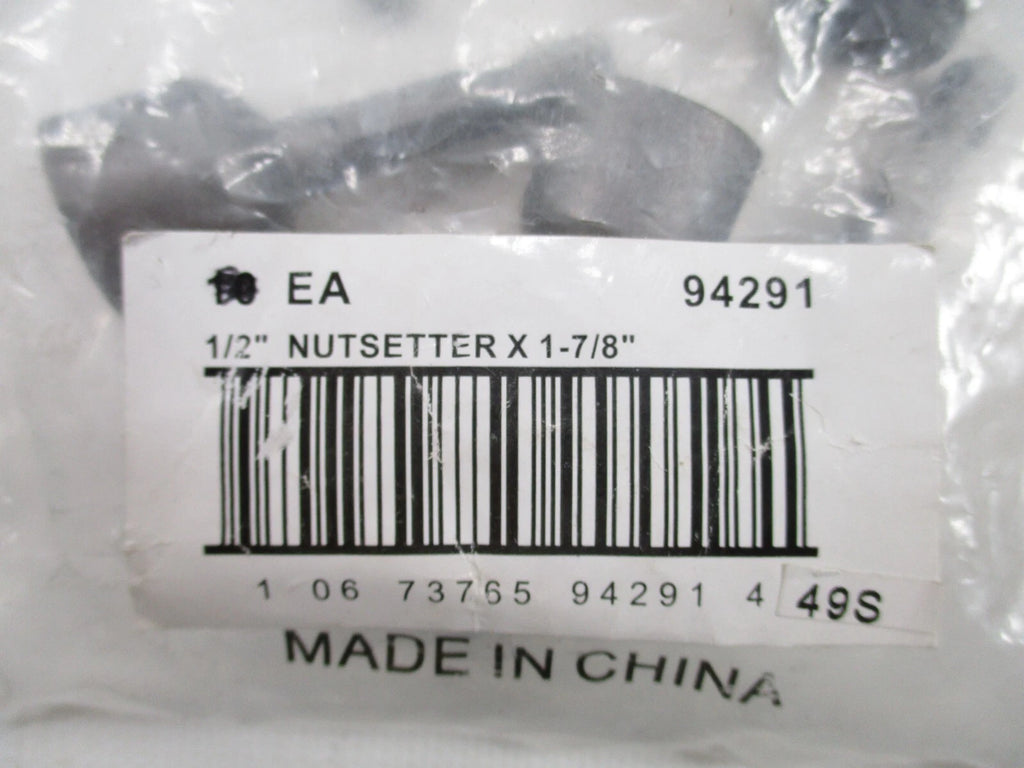 EA 94291
1/2" NUTSETTER X 1-7/8"
1 06 73765 94291 4 49S
MADE IN CHINA